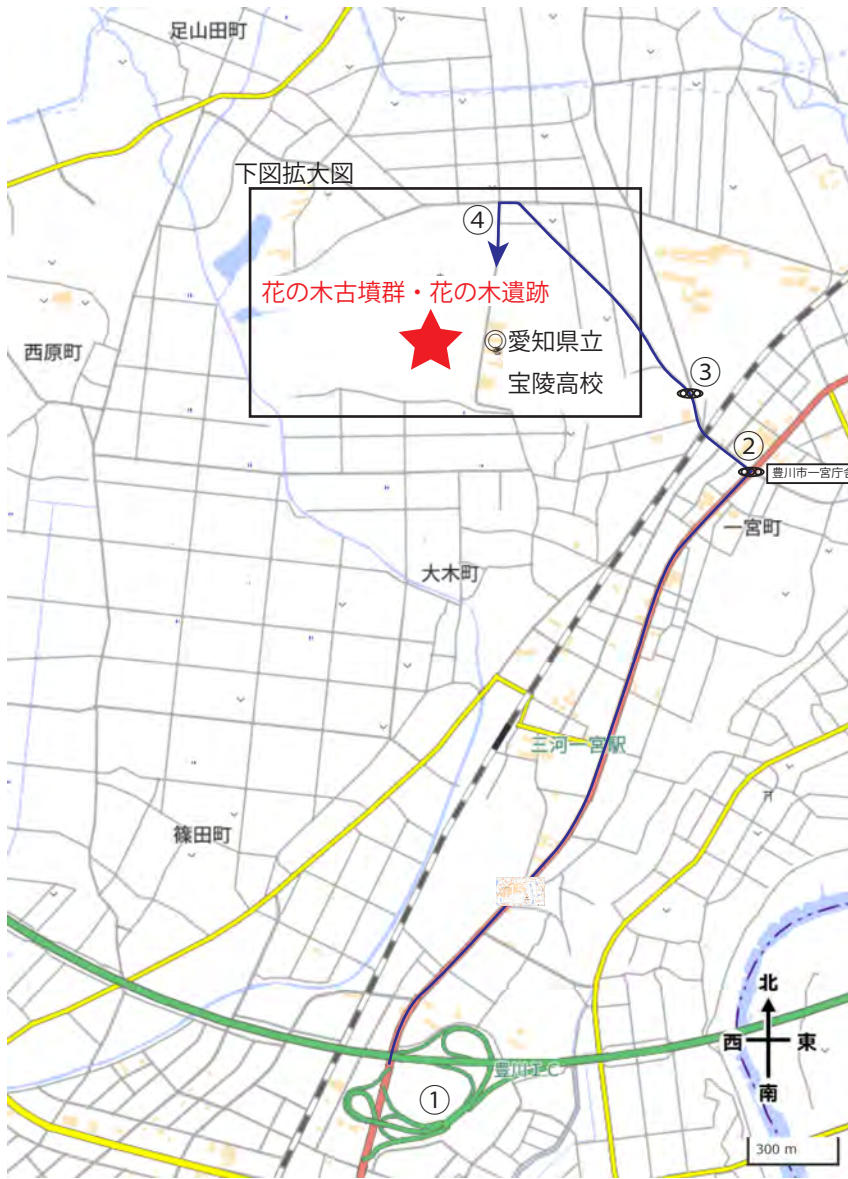 足山田町
下図拡大図
④
花の木古墳群・花の木遺跡
◎愛知県立
宝陵高校
西原町
③
②
豊川市一宮庁舎
一宮町
大木町
三河一宮駅
篠田町
北
西 東
南
豊川I.C
①
300 m